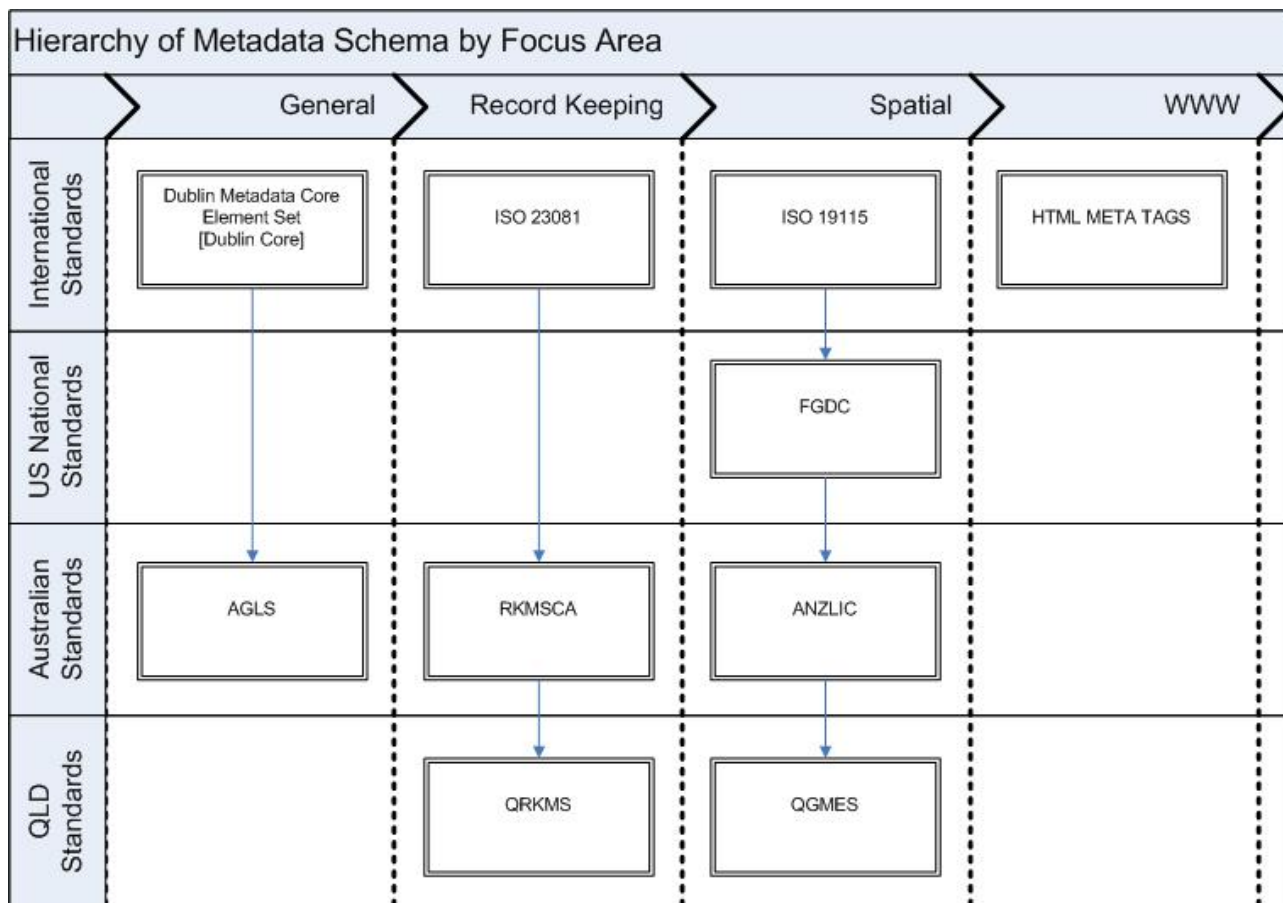 Hierarchy of Metadata Schema by Focus Area
General
Record Keeping
Spatial
WWW
International
Standards
Dublin Metadata Core
Element Set
[Dublin Core]
ISO 23081
ISO 19115
HTML META TAGS
US National
Standards
FGDC
Australian
Standards
AGLS
RKMSCA
ANZLIC
QLD
Standards
QRKMS
QGMES